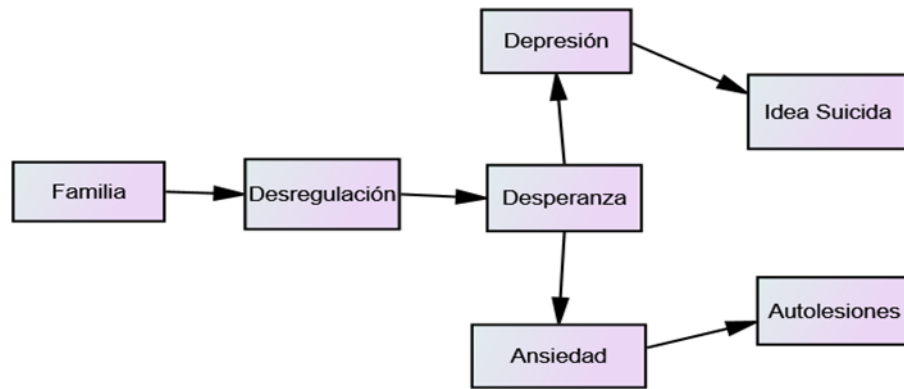 Depresión
Idea Suicida
Familia
Desregulación
Desperanza
Autolesiones
Ansiedad